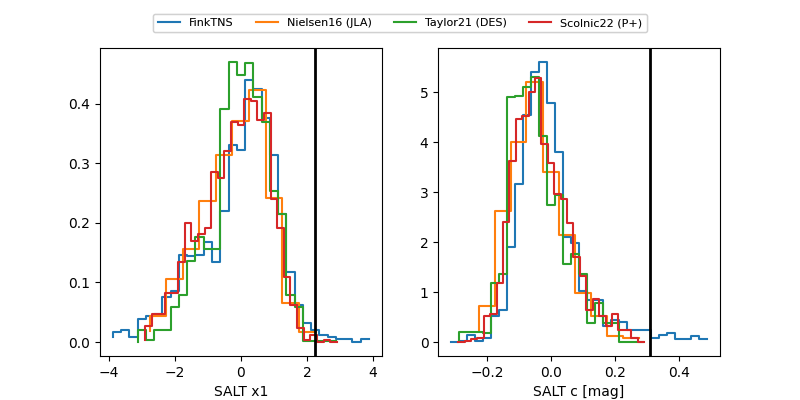 FinkTNS Nielsen16 (JLA) Taylor21 (DES) Scolnic22 (P+)
0.4
0.3
0.2
0.1
0.0
−4 −2 0 2 4
SALT x1
5
4
3
2
1
0
−0.2 0.0 0.2 0.4
SALT c [mag]